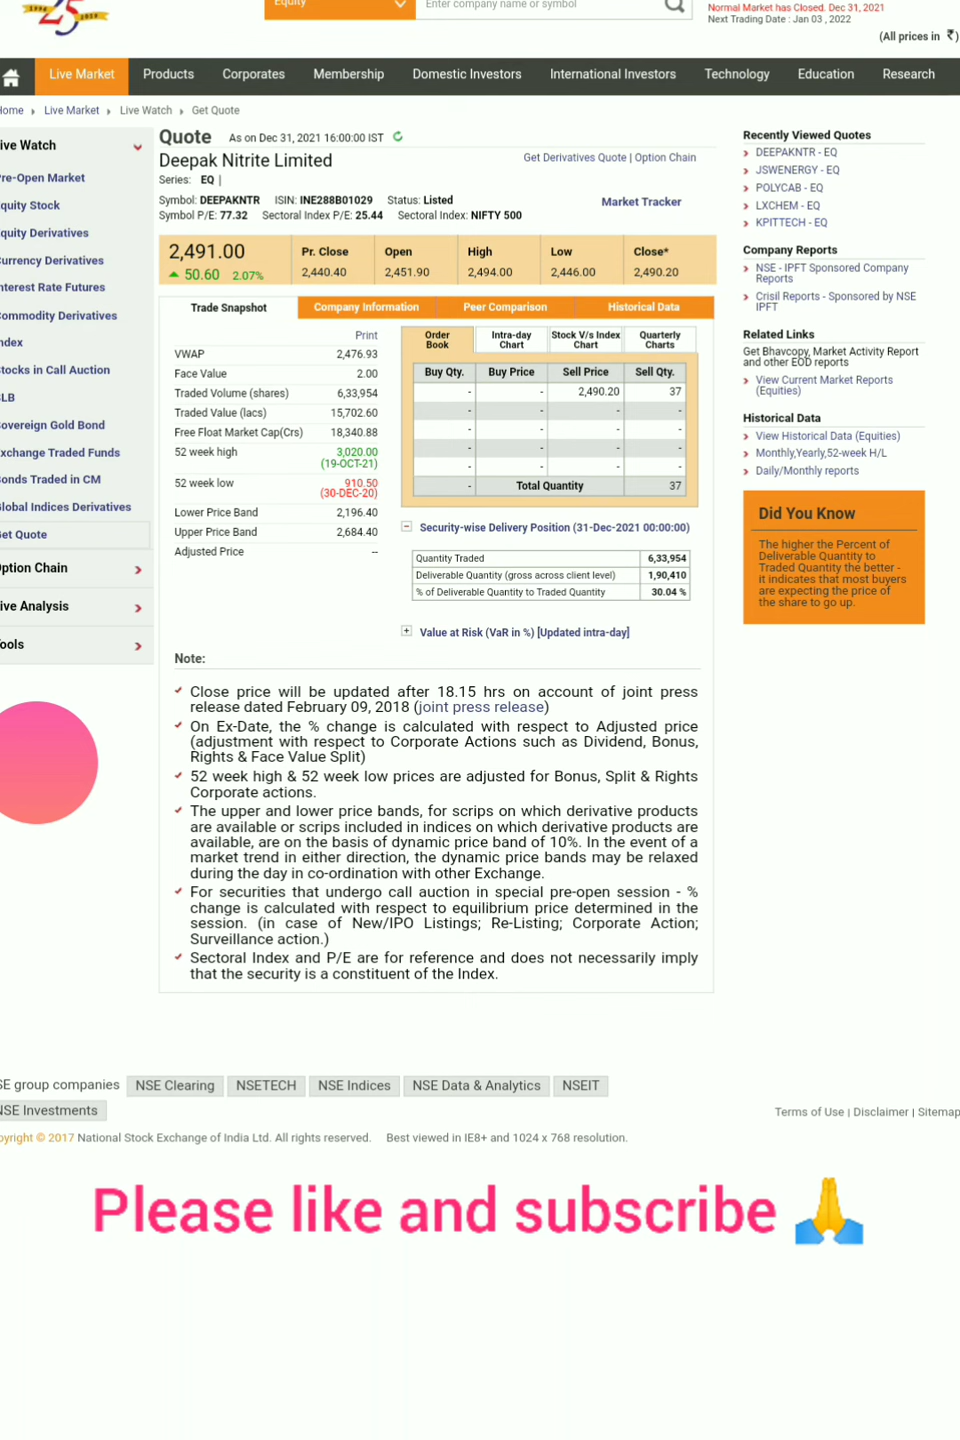 Equity
Enter company name or symbol
Normal Market has Closed. Dec 31, 2021
Next Trading Date : Jan 03 , 2022
(All prices in ₹)
Live Market Products Corporates Membership Domestic Investors International Investors Technology Education Research
Home Live Market Live Watch Get Quote
ive Watch
re-Open Market
quity Stock
quity Derivatives
urrency Derivatives
nterest Rate Futures
ommodity Derivatives
ndex
tocks in Call Auction
LB
overeign Gold Bond
xchange Traded Funds
onds Traded in CM
lobal Indices Derivatives
et Quote
ption Chain
ive Analysis
ools
Quote As on Dec 31, 2021 16:00:00 IST
Deepak Nitrite Limited
Get Derivatives Quote | Option Chain
Series: EQ |
Symbol: DEEPAKNTR ISIN: INE288B01029 Status: Listed
Market Tracker
Symbol P/E: 77.32 Sectoral Index P/E: 25.44 Sectoral Index: NIFTY 500
2,491.00 Pr. Close Open High Low Close*
50.60 2.07% 2,440.40 2,451.90 2,494.00 2,446.00 2,490.20
Trade Snapshot Company Information Peer Comparison Historical Data
Print
VWAP 2,476.93
Face Value 2.00
Traded Volume (shares) 6,33,954
Traded Value (lacs) 15,702.60
Free Float Market Cap(Crs) 18,340.88
52 week high 3,020.00
(19-OCT-21)
52 week low 910.50
(30-DEC-20)
Lower Price Band 2,196.40
Upper Price Band 2,684.40
Adjusted Price --
Order Book Intra-day Chart Stock V/s Index Chart Quarterly Charts
Buy Qty. Buy Price Sell Price Sell Qty.
- - 2,490.20 37
- - - -
- - - -
- - - -
- - - -
- Total Quantity 37
Security-wise Delivery Position (31-Dec-2021 00:00:00)
Quantity Traded 6,33,954
Deliverable Quantity (gross across client level) 1,90,410
% of Deliverable Quantity to Traded Quantity 30.04 %
Value at Risk (VaR in %) [Updated intra-day]
Note:
Close price will be updated after 18.15 hrs on account of joint press
release dated February 09, 2018 (joint press release)
On Ex-Date, the % change is calculated with respect to Adjusted price
(adjustment with respect to Corporate Actions such as Dividend, Bonus,
Rights & Face Value Split)
52 week high & 52 week low prices are adjusted for Bonus, Split & Rights
Corporate actions.
The upper and lower price bands, for scrips on which derivative products
are available or scrips included in indices on which derivative products are
available, are on the basis of dynamic price band of 10%. In the event of a
market trend in either direction, the dynamic price bands may be relaxed
during the day in co-ordination with other Exchange.
For securities that undergo call auction in special pre-open session - %
change is calculated with respect to equilibrium price determined in the
session. (in case of New/IPO Listings; Re-Listing; Corporate Action;
Surveillance action.)
Sectoral Index and P/E are for reference and does not necessarily imply
that the security is a constituent of the Index.
Recently Viewed Quotes
DEEPAKNTR - EQ
JSWENERGY - EQ
POLYCAB - EQ
LXCHEM - EQ
KPITTECH - EQ
Company Reports
NSE - IPFT Sponsored Company
Reports
Crisil Reports - Sponsored by NSE
IPFT
Related Links
Get Bhavcopy, Market Activity Report
and other EOD reports
View Current Market Reports
(Equities)
Historical Data
View Historical Data (Equities)
Monthly,Yearly,52-week H/L
Daily/Monthly reports
Did You Know
The higher the Percent of
Deliverable Quantity to
Traded Quantity the better -
it indicates that most buyers
are expecting the price of
the share to go up.
SE group companies NSE Clearing NSETECH NSE Indices NSE Data & Analytics NSEIT
NSE Investments
Terms of Use | Disclaimer | Sitemap
opyright © 2017 National Stock Exchange of India Ltd. All rights reserved. Best viewed in IE8+ and 1024 x 768 resolution.
Please like and subscribe 🙏